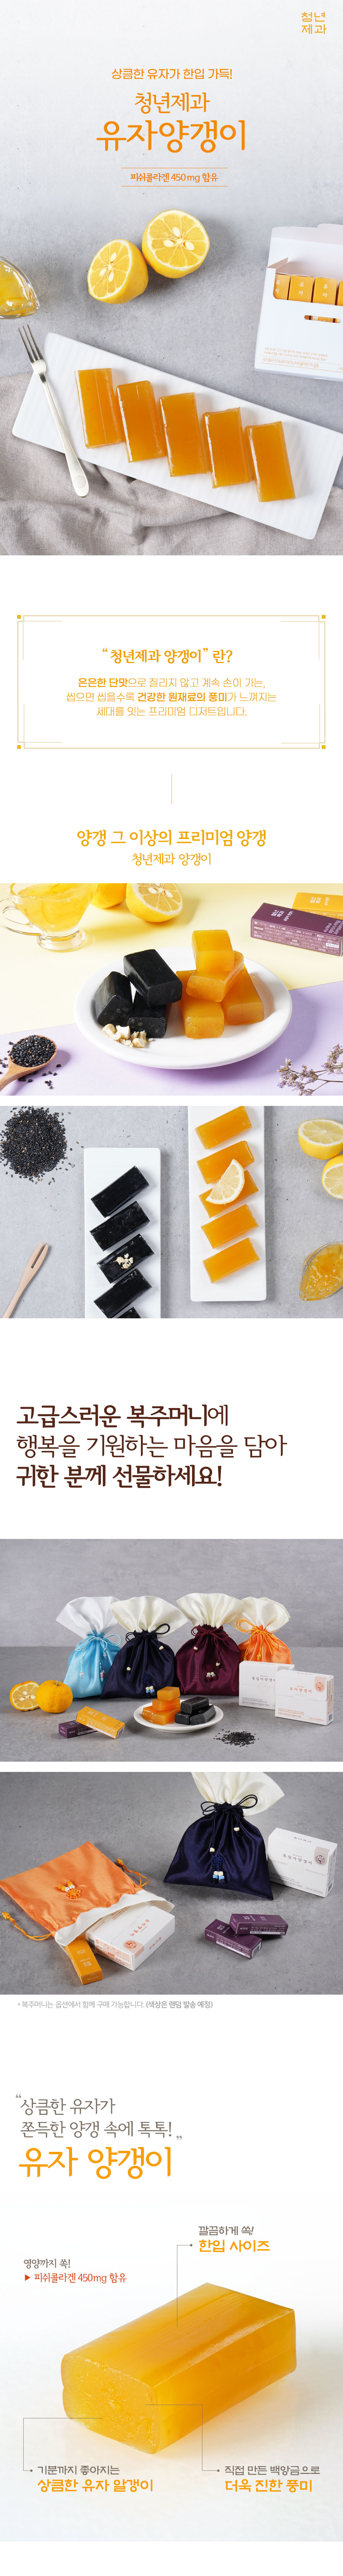 청년
제과
상큼한 유자가 한입 가득!
청년제과
유자양갱이
피쉬콜라겐 450mg 함유
“청년제과 양갱이”란?
은은한 단맛으로 질리지 않고 계속 손이 가는,
씹으면 씹을수록 건강한 원재료의 풍미가 느껴지는
세대를 잇는 프리미엄 디저트입니다.
양갱 그 이상의 프리미엄 양갱
청년제과 양갱이
고급스러운 복주머니에
행복을 기원하는 마음을 담아
귀한 분께 선물하세요!
* 복주머니는 옵션에서 함께 구매 가능합니다. (색상은 랜덤 발송 예정)
“상큼한 유자가
쫀득한 양갱 속에 톡톡!”
유자 양갱이
깔끔하게 쏙!
한입 사이즈
영양까지 쏙!
▶ 피쉬콜라겐 450mg 함유
기분까지 좋아지는
상큼한 유자 알갱이
직접 만든 백앙금으로
더욱 진한 풍미